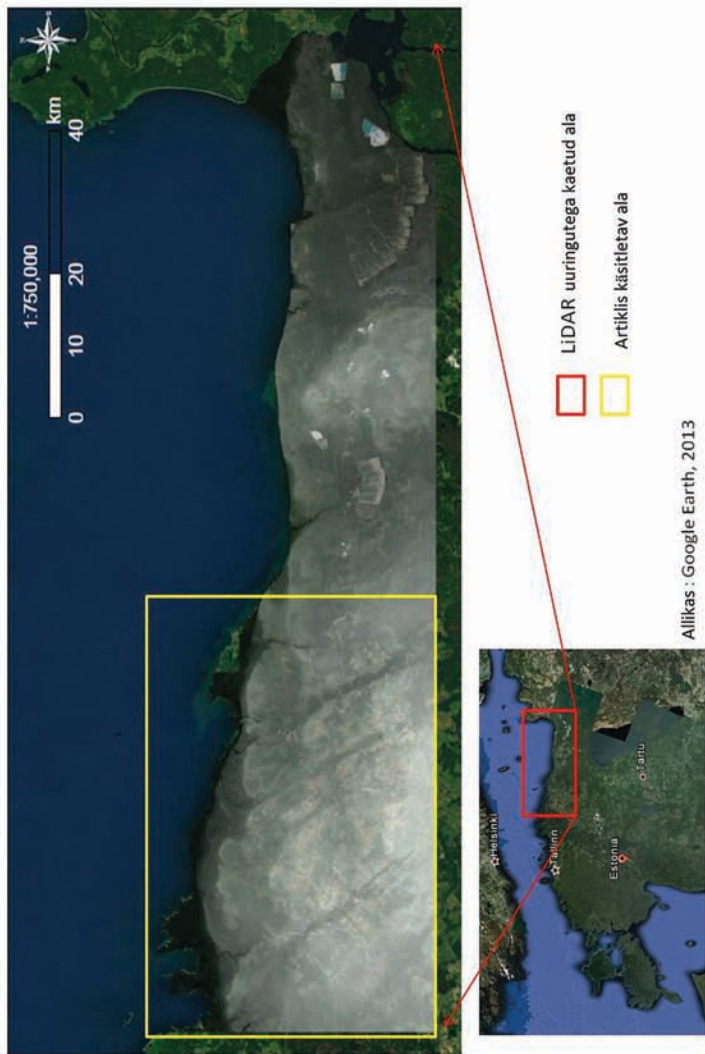 1:750,000
0 10 20 40 km
Helsinki
Tallinn
Estonia
Tartu
LiDAR uuringutega kaetud ala
Artiklis käsitletav ala
Allikas : Google Earth, 2013